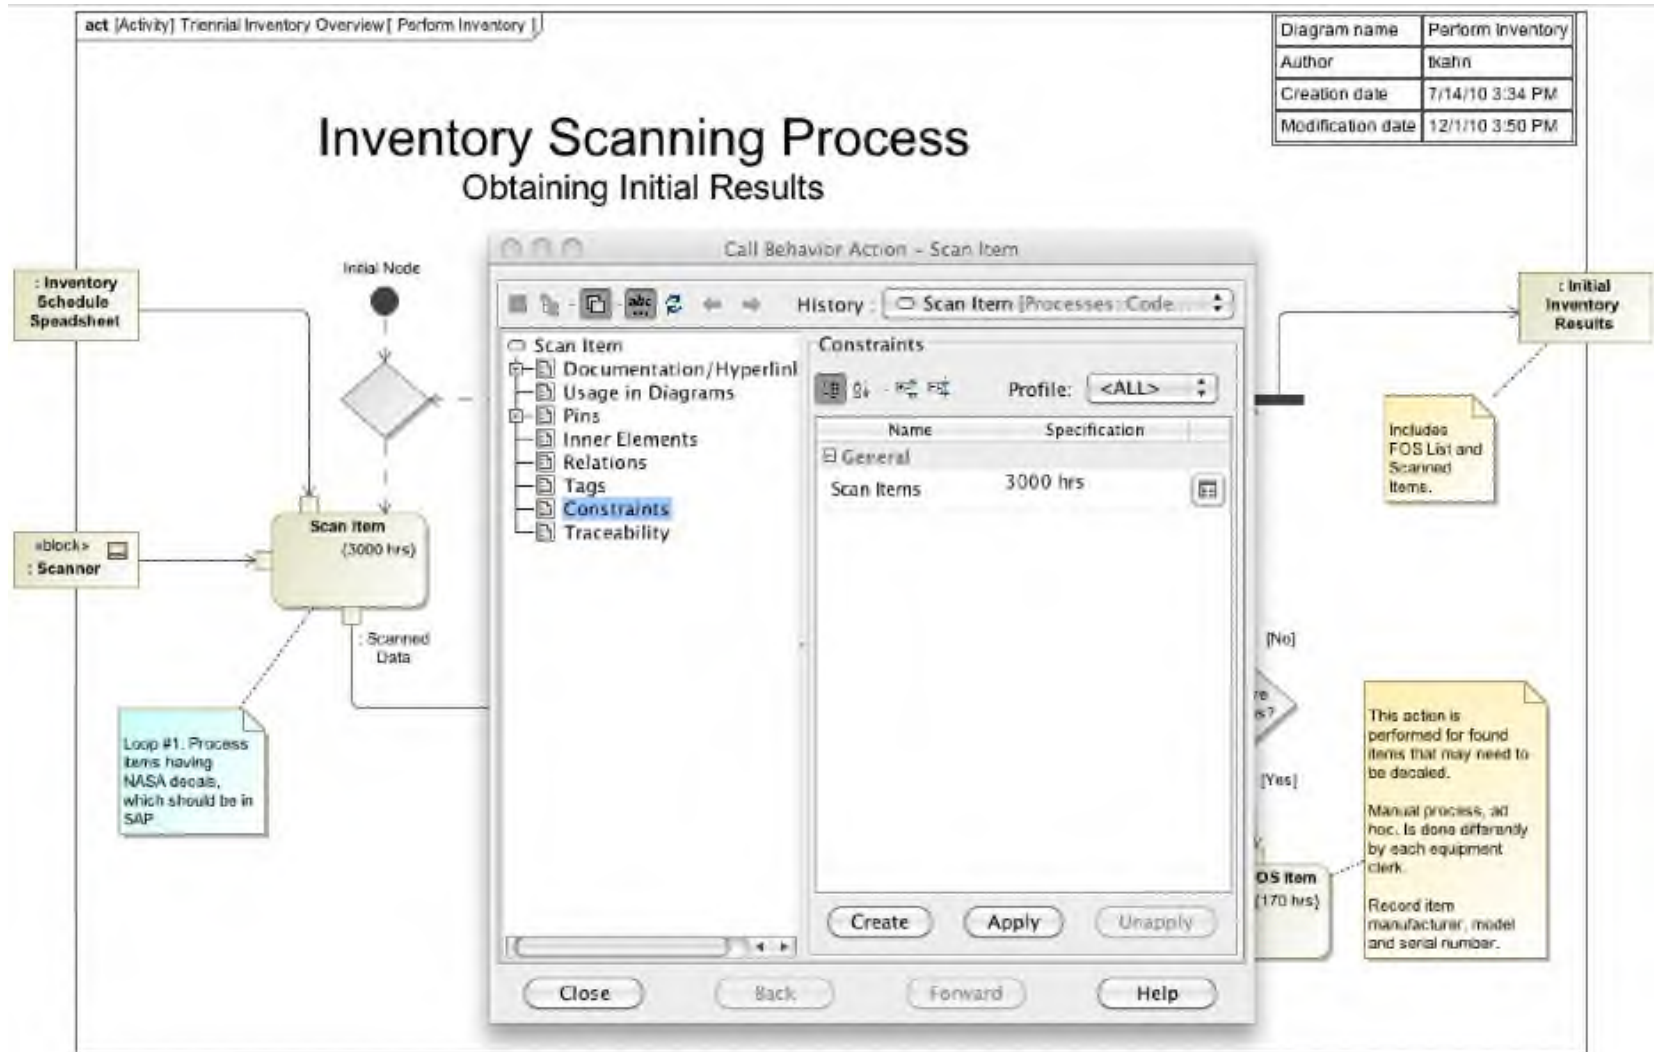 act [Activity] Triennial Inventory Overview [ Perform Inventory ]
Diagram name Perform Inventory
Author tkahn
Creation date 7/14/10 3:34 PM
Modification date 12/1/10 3:50 PM
Inventory Scanning Process
Obtaining Initial Results
: Inventory
Schedule
Speadsheet
Initial Node
«block»
: Scanner
Scan Item
(3000 hrs)
: Scanned
Data
Loop #1. Process
items having
NASA decals,
which should be in
SAP
Call Behavior Action - Scan Item
History : Scan Item [Processes::Code ...
Scan Item
Documentation/Hyperlinl
Usage in Diagrams
Pins
Inner Elements
Relations
Tags
Constraints
Traceability
Constraints
Profile: <ALL>
Name Specification
General
Scan Items 3000 hrs
Create Apply Unapply
Close Back Forward Help
: Initial
Inventory
Results
Includes
FOS List and
Scanned
Items.
[No]
re
s?
[Yes]
OS Item
(170 hrs)
This action is
performed for found
items that may need to
be decaled.
Manual process, ad
hoc. Is done differently
by each equipment
clerk.
Record item
manufacturer, model
and serial number.